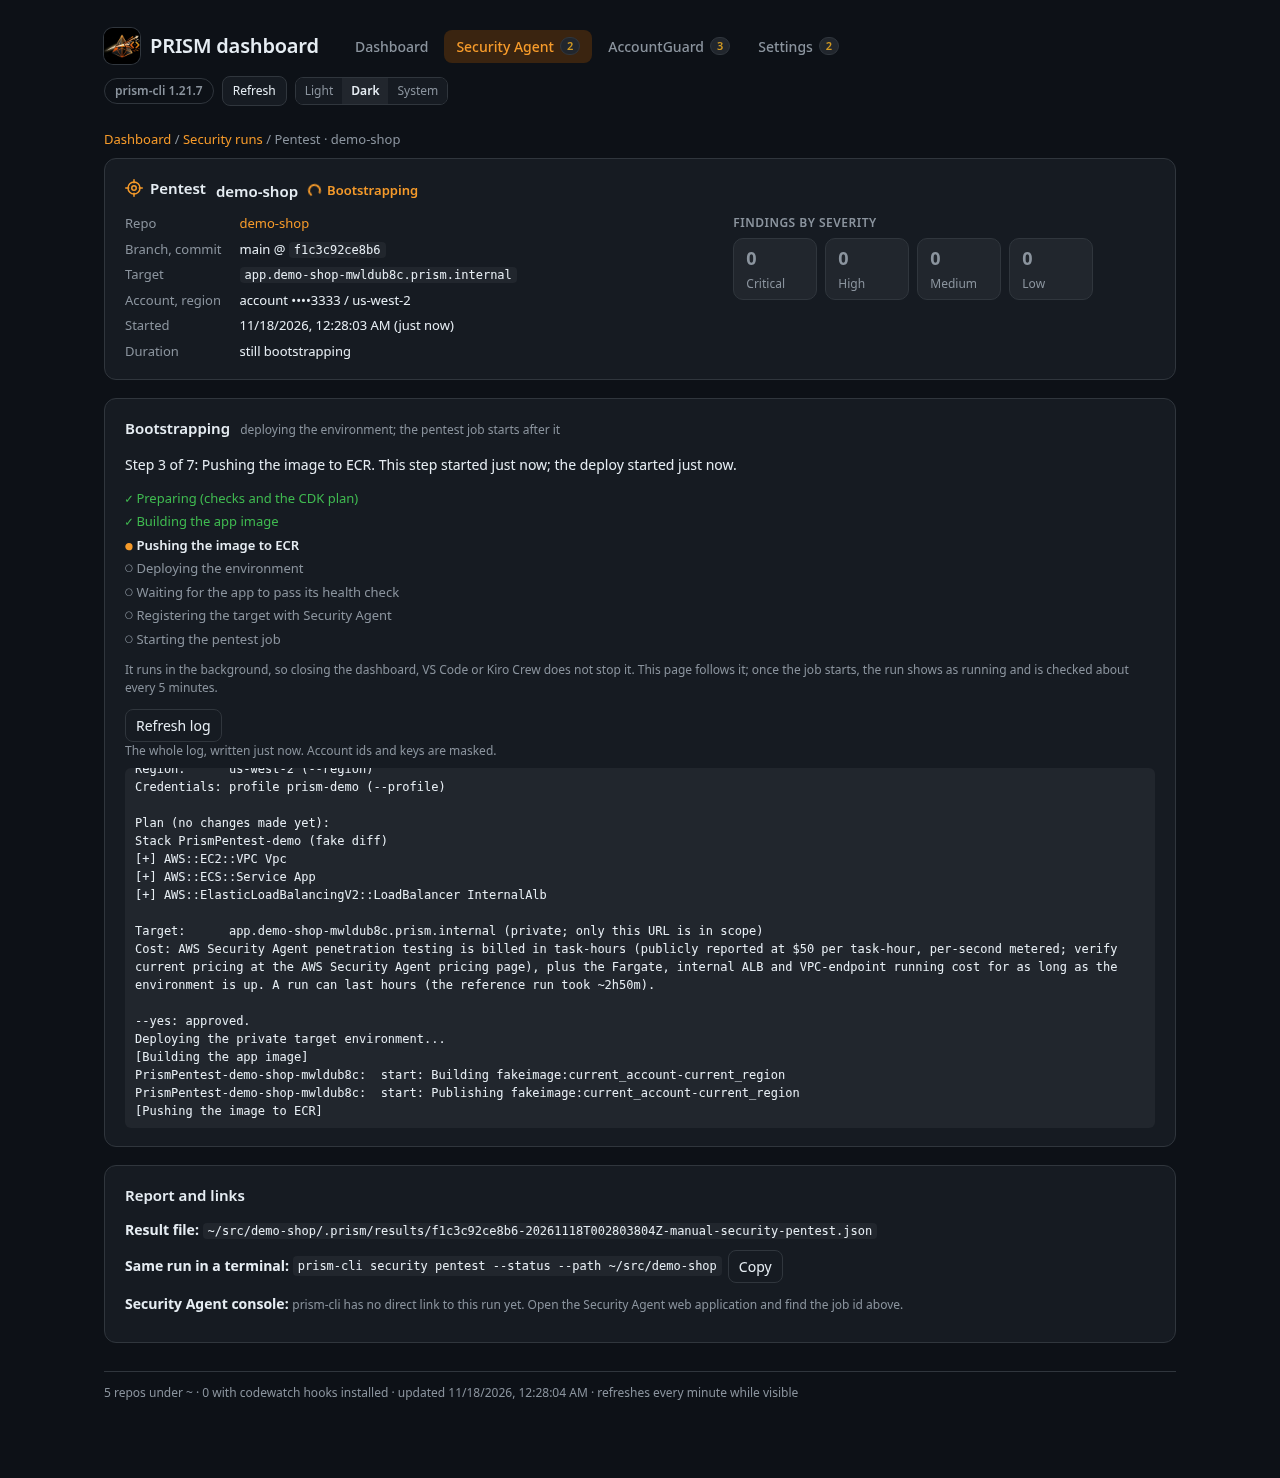 PRISM dashboard
Dashboard
Security Agent 2
AccountGuard 3
Settings 2
prism-cli 1.21.7
Refresh
Light
Dark
System
Dashboard / Security runs / Pentest · demo-shop
Pentest demo-shop Bootstrapping
Repo demo-shop
Branch, commit main @ f1c3c92ce8b6
Target app.demo-shop-mwldub8c.prism.internal
Account, region account ••••3333 / us-west-2
Started 11/18/2026, 12:28:03 AM (just now)
Duration still bootstrapping
FINDINGS BY SEVERITY
0 Critical
0 High
0 Medium
0 Low
Bootstrapping deploying the environment; the pentest job starts after it
Step 3 of 7: Pushing the image to ECR. This step started just now; the deploy started just now.
✓ Preparing (checks and the CDK plan)
✓ Building the app image
● Pushing the image to ECR
○ Deploying the environment
○ Waiting for the app to pass its health check
○ Registering the target with Security Agent
○ Starting the pentest job
It runs in the background, so closing the dashboard, VS Code or Kiro Crew does not stop it. This page follows it; once the job starts, the run shows as running and is checked about
every 5 minutes.
Refresh log
The whole log, written just now. Account ids and keys are masked.
Region: us-west-2 (--region)
Credentials: profile prism-demo (--profile)
Plan (no changes made yet):
Stack PrismPentest-demo (fake diff)
[+] AWS::EC2::VPC Vpc
[+] AWS::ECS::Service App
[+] AWS::ElasticLoadBalancingV2::LoadBalancer InternalAlb
Target: app.demo-shop-mwldub8c.prism.internal (private; only this URL is in scope)
Cost: AWS Security Agent penetration testing is billed in task-hours (publicly reported at $50 per task-hour, per-second metered; verify
current pricing at the AWS Security Agent pricing page), plus the Fargate, internal ALB and VPC-endpoint running cost for as long as the
environment is up. A run can last hours (the reference run took ~2h50m).
--yes: approved.
Deploying the private target environment...
[Building the app image]
PrismPentest-demo-shop-mwldub8c:  start: Building fakeimage:current_account-current_region
PrismPentest-demo-shop-mwldub8c:  start: Publishing fakeimage:current_account-current_region
[Pushing the image to ECR]
Report and links
Result file: ~/src/demo-shop/.prism/results/f1c3c92ce8b6-20261118T002803804Z-manual-security-pentest.json
Same run in a terminal: prism-cli security pentest --status --path ~/src/demo-shop Copy
Security Agent console: prism-cli has no direct link to this run yet. Open the Security Agent web application and find the job id above.
5 repos under ~ · 0 with codewatch hooks installed · updated 11/18/2026, 12:28:04 AM · refreshes every minute while visible